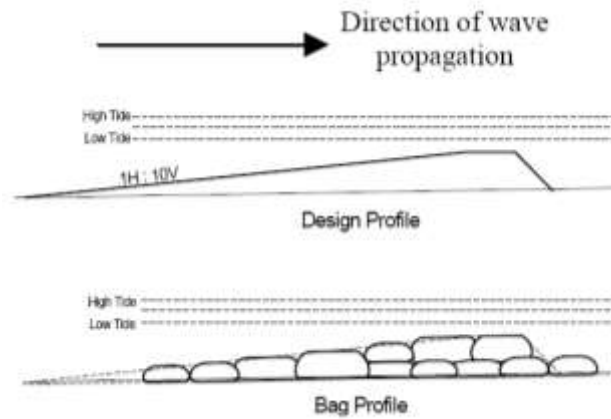 Direction of wave
propagation
High Tide
Low Tide
1H : 10V
Design Profile
High Tide
Low Tide
Bag Profile